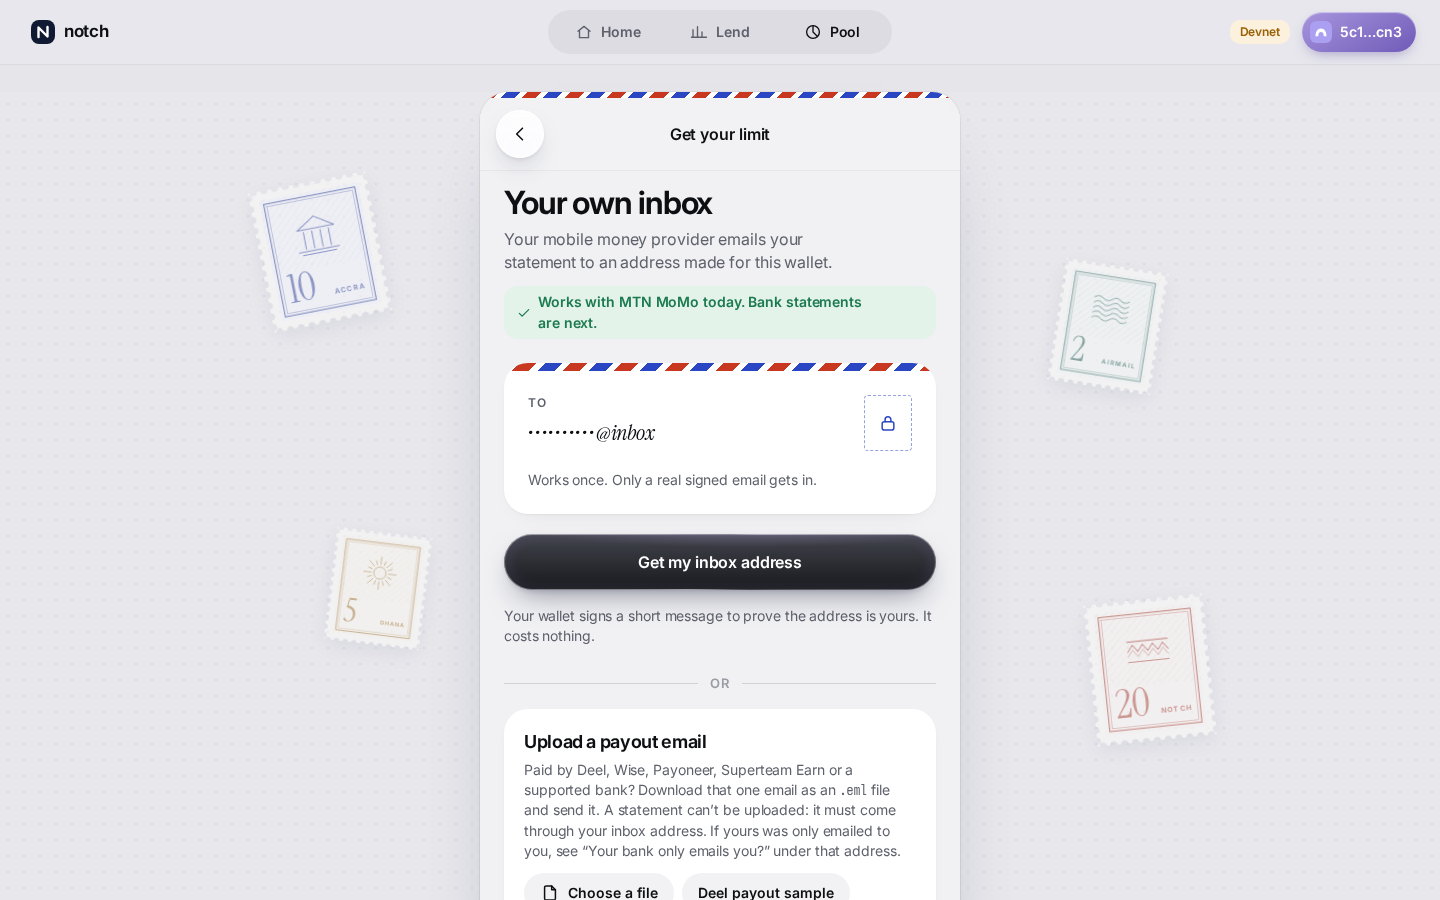 notch
Home
Lend
Pool
Devnet
5c1...cn3
Get your limit
Your own inbox
Your mobile money provider emails your
statement to an address made for this wallet.
Works with MTN MoMo today. Bank statements
are next.
TO
··········@inbox
Works once. Only a real signed email gets in.
Get my inbox address
Your wallet signs a short message to prove the address is yours. It
costs nothing.
OR
Upload a payout email
Paid by Deel, Wise, Payoneer, Superteam Earn or a
supported bank? Download that one email as an .eml file
and send it. A statement can’t be uploaded: it must come
through your inbox address. If yours was only emailed to
you, see “Your bank only emails you?” under that address.
Choose a file
Deel payout sample
10
ACCRA
2
AIRMAIL
5
GHANA
20
NOTCH